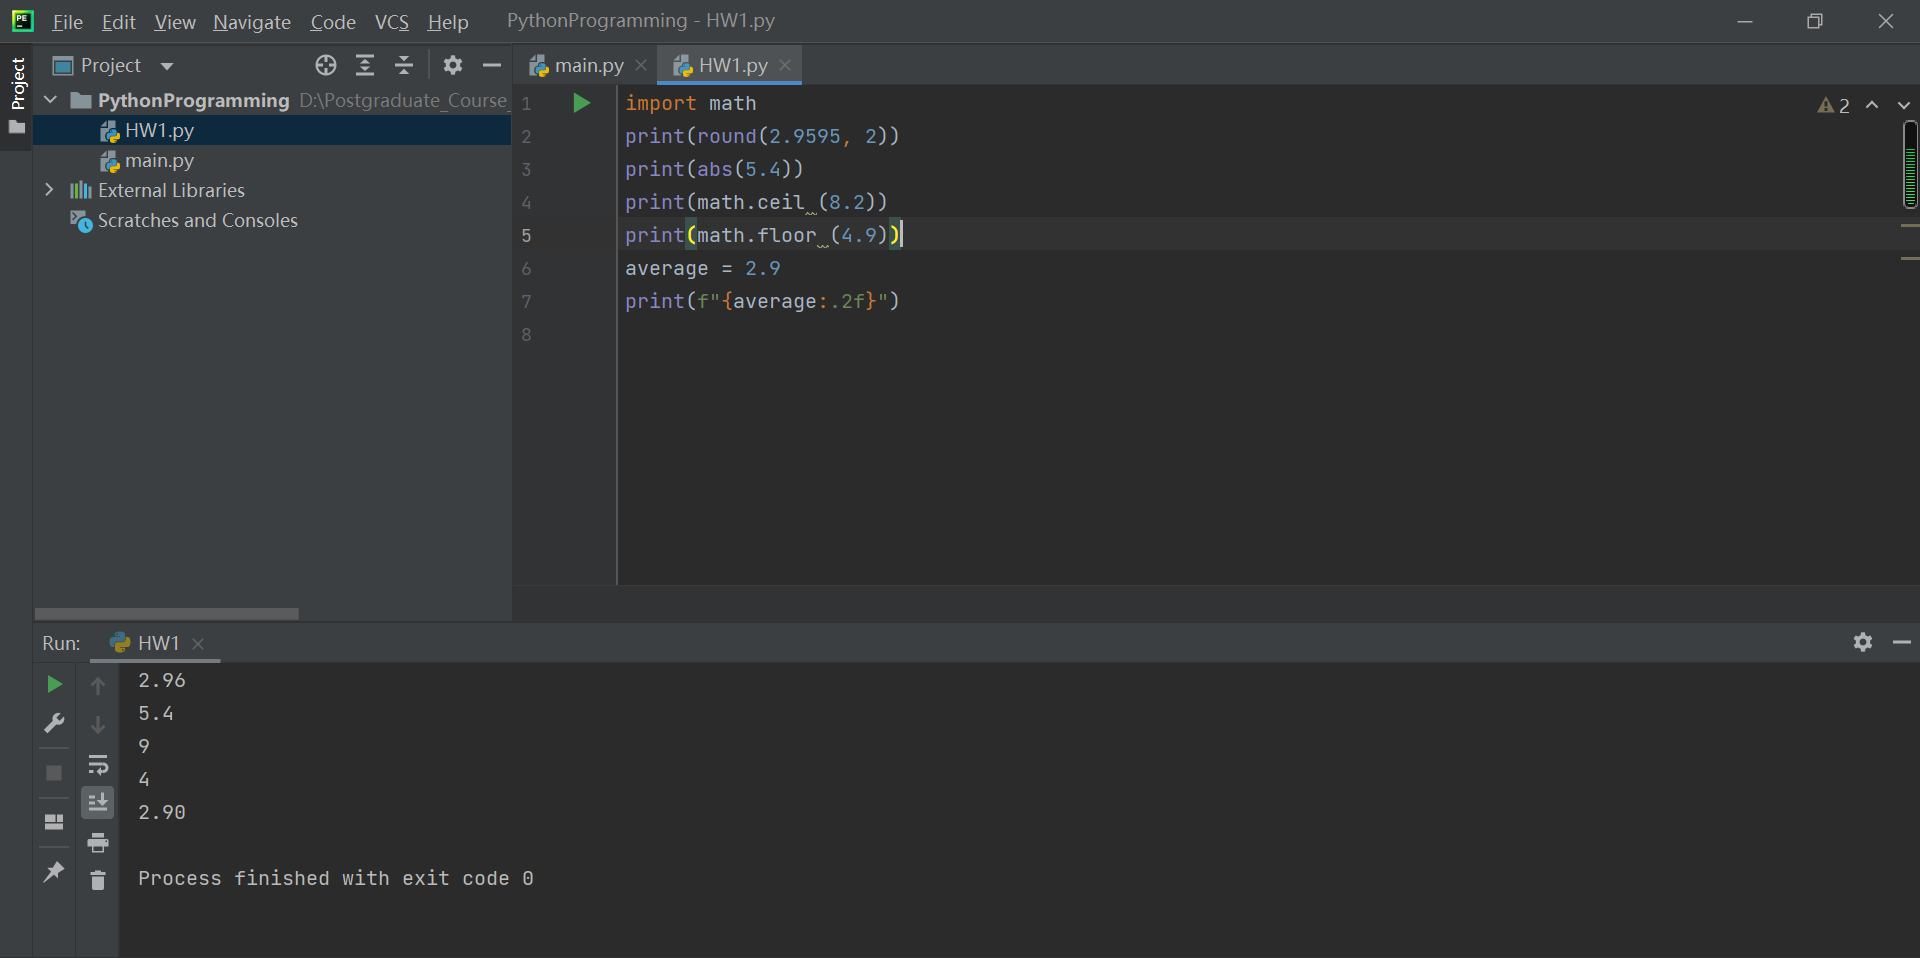 PE
File Edit View Navigate Code VCS Help PythonProgramming - HW1.py
Project
Project
main.py
HW1.py
PythonProgramming D:\Postgraduate_Course_
HW1.py
main.py
External Libraries
Scratches and Consoles
1 import math
2 print(round(2.9595, 2))
3 print(abs(5.4))
4 print(math.ceil (8.2))
5 print(math.floor (4.9))
6 average = 2.9
7 print(f"{average:.2f}")
8
2
Run: HW1
2.96
5.4
9
4
2.90
Process finished with exit code 0